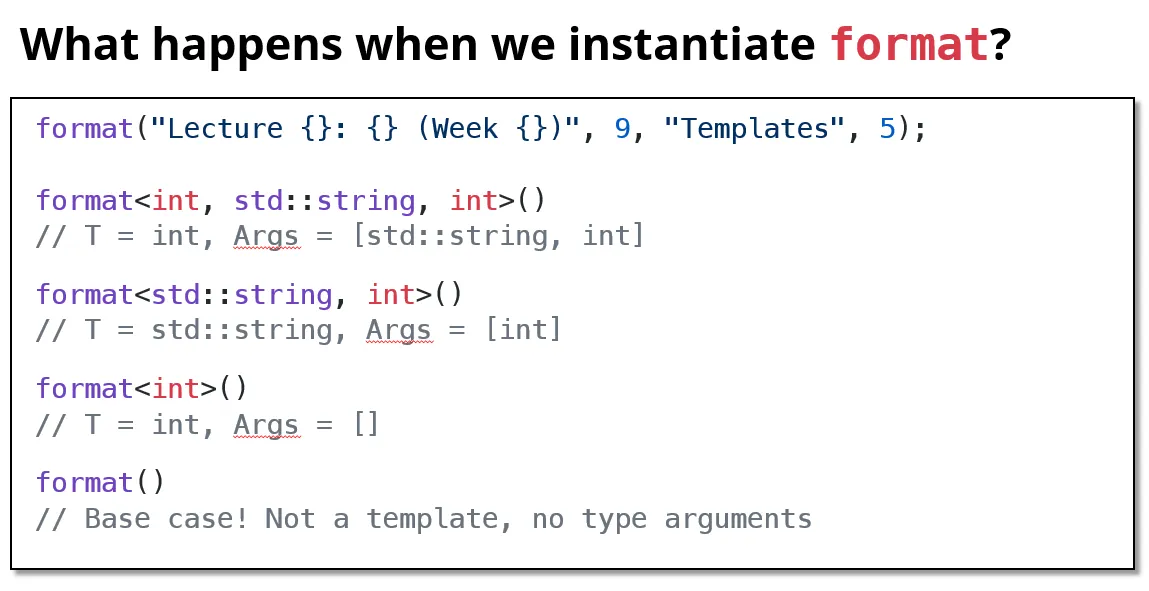 What happens when we instantiate format?
format("Lecture {}: {} (Week {})", 9, "Templates", 5);
format<int, std::string, int>()
// T = int, Args = [std::string, int]
format<std::string, int>()
// T = std::string, Args = [int]
format<int>()
// T = int, Args = []
format()
// Base case! Not a template, no type arguments